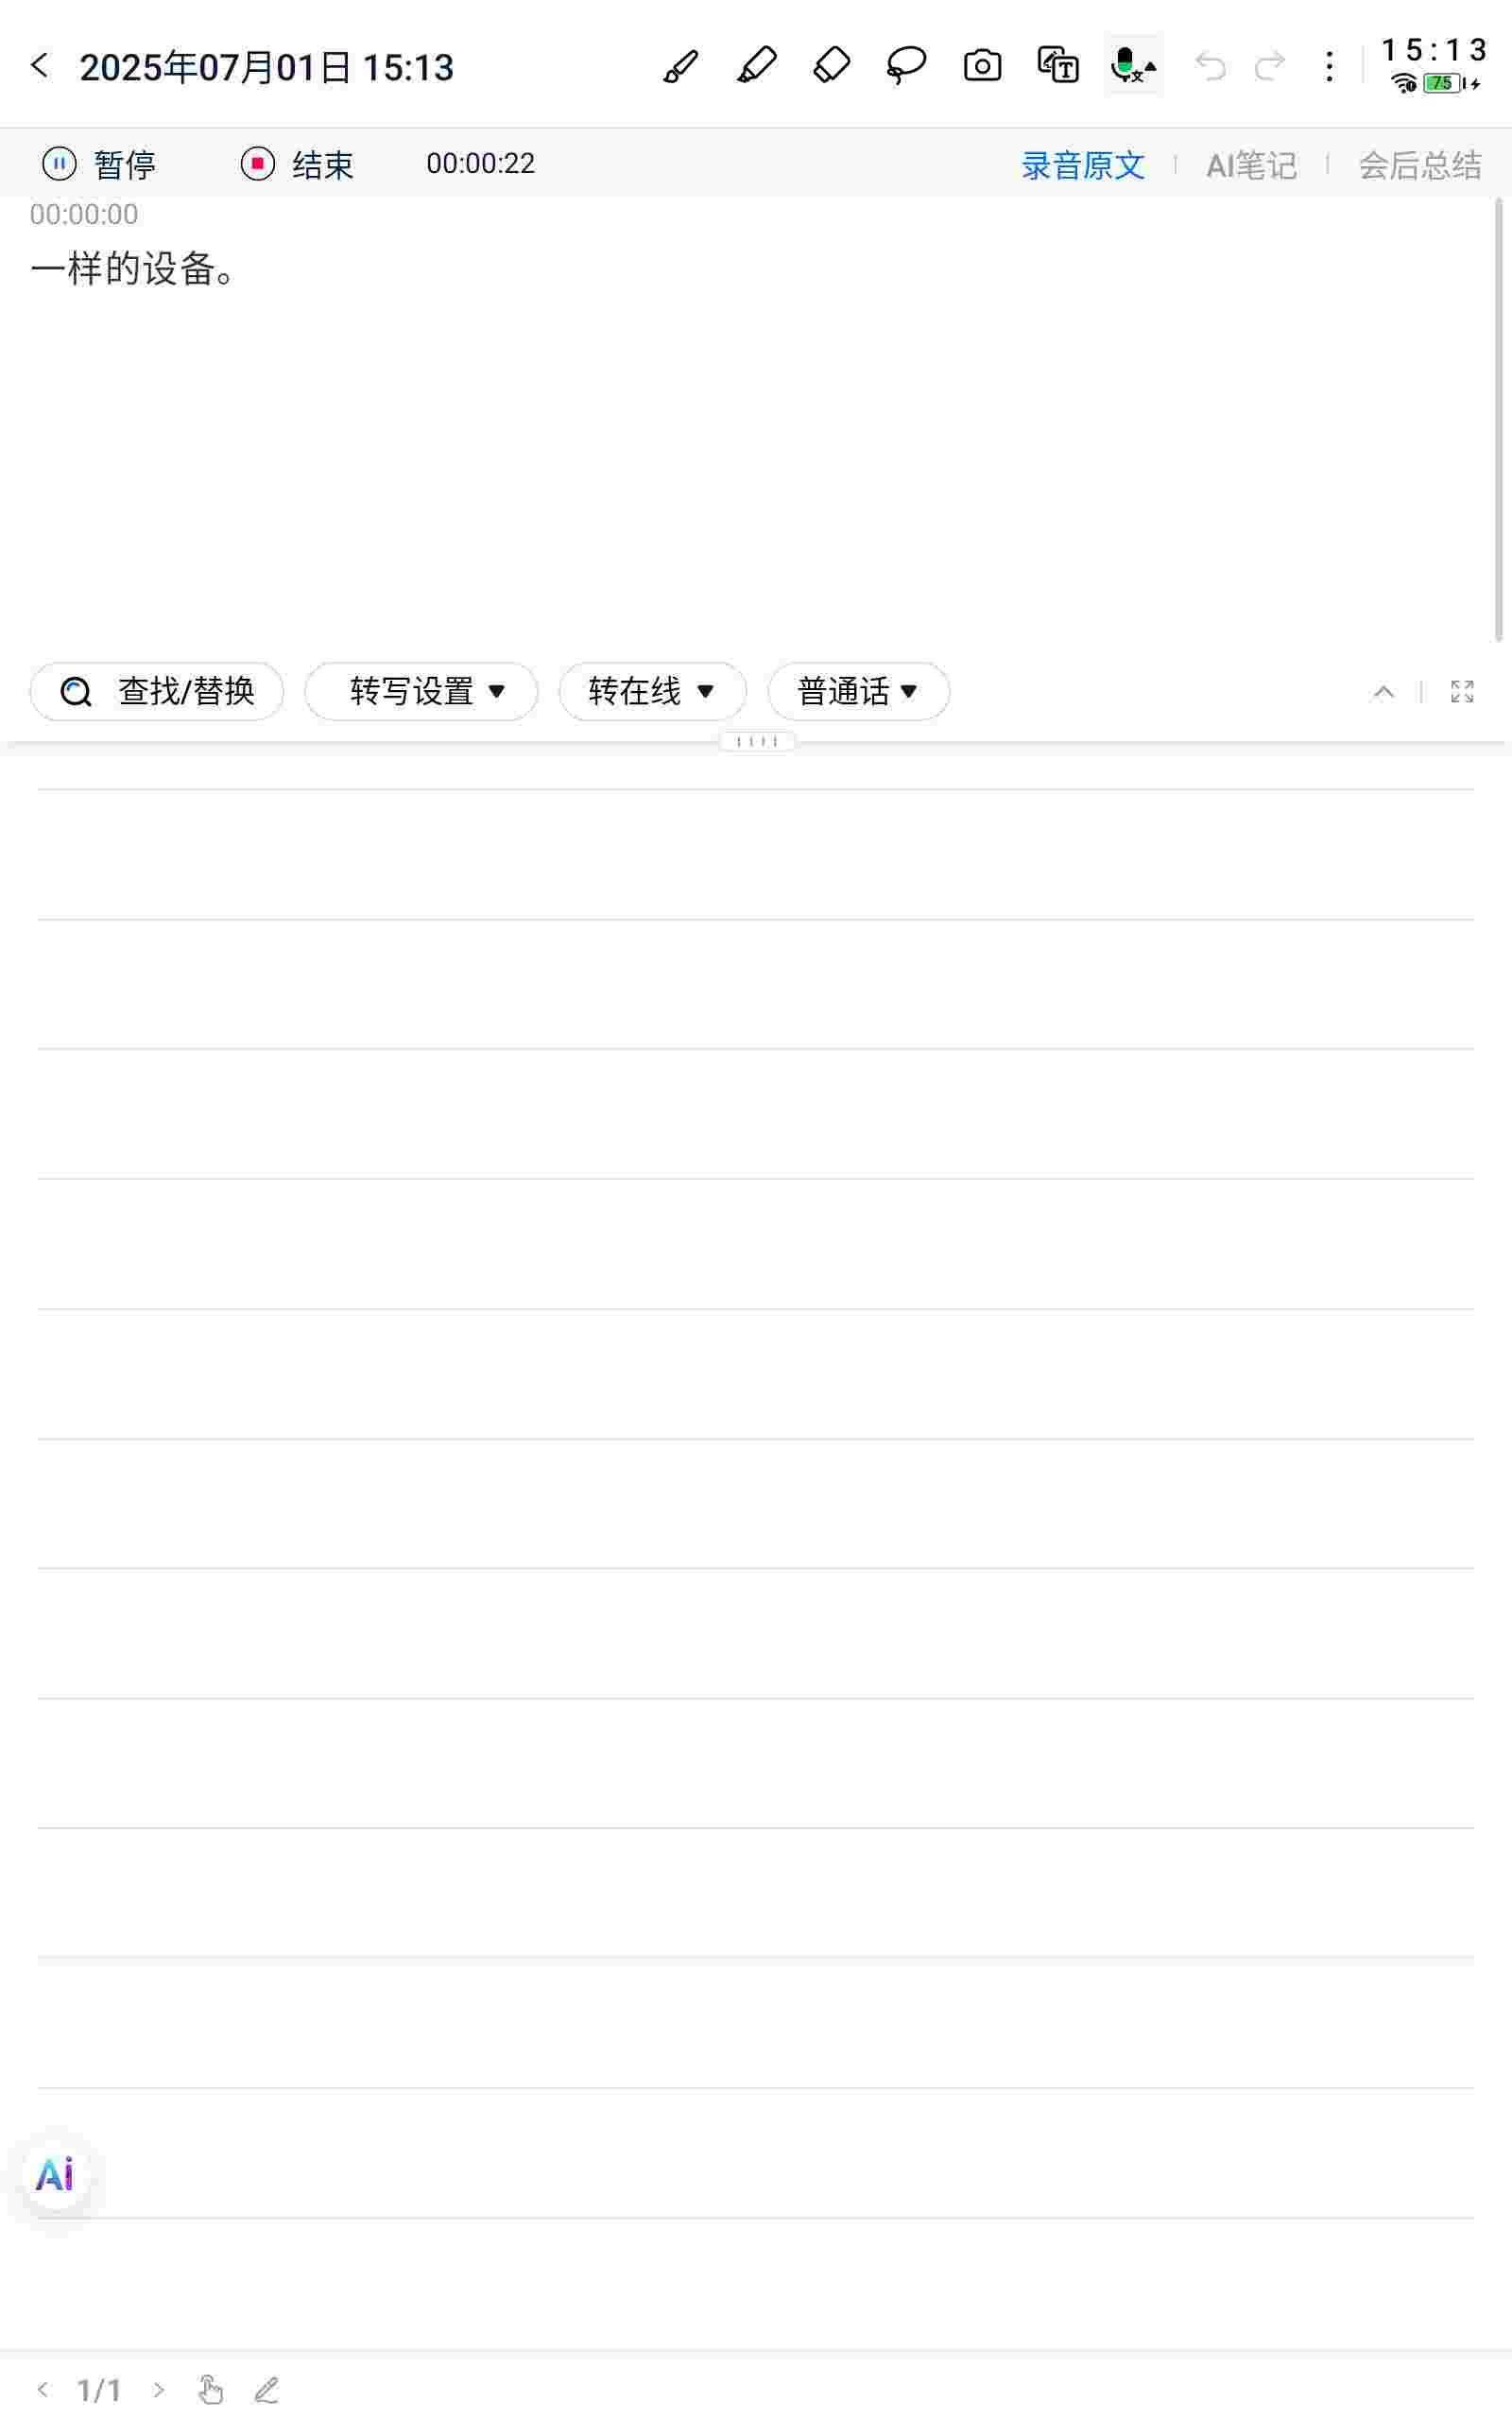 2025年07月01日 15:13
15:13
75
暂停 结束 00:00:22 录音原文 AI笔记 会后总结
00:00:00
一样的设备。
查找/替换 转写设置 转在线 普通话
Ai
1/1